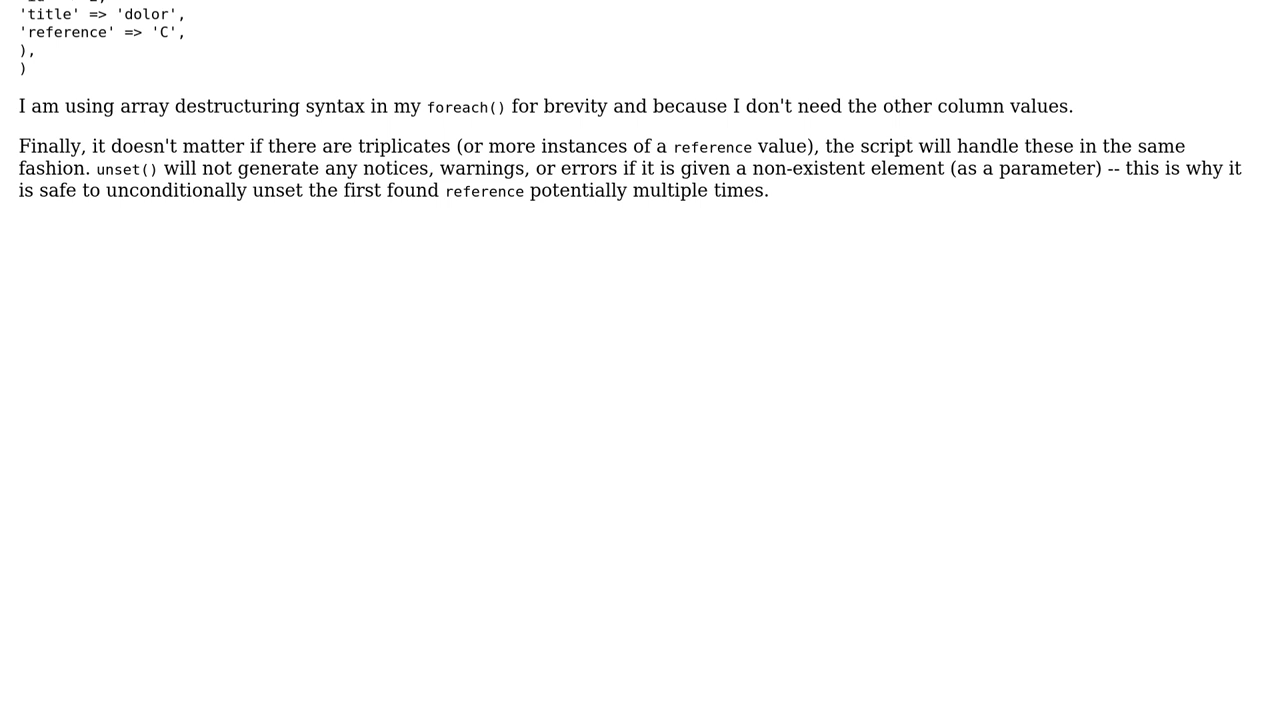 'title' => 'dolor',
'reference' => 'C',
),
)
I am using array destructuring syntax in my foreach() for brevity and because I don't need the other column values.
Finally, it doesn't matter if there are triplicates (or more instances of a reference value), the script will handle these in the same
fashion. unset() will not generate any notices, warnings, or errors if it is given a non-existent element (as a parameter) -- this is why it
is safe to unconditionally unset the first found reference potentially multiple times.